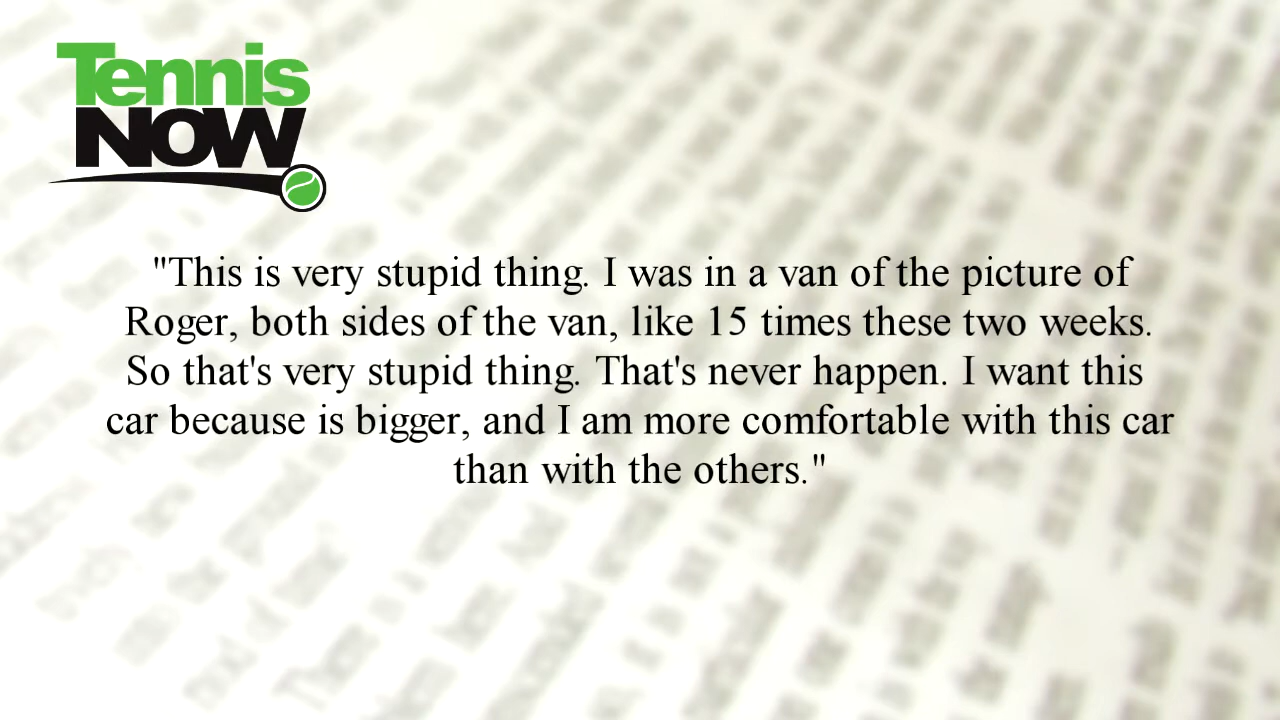 Tennis
NOW
"This is very stupid thing. I was in a van of the picture of
Roger, both sides of the van, like 15 times these two weeks.
So that's very stupid thing. That's never happen. I want this
car because is bigger, and I am more comfortable with this car
than with the others."